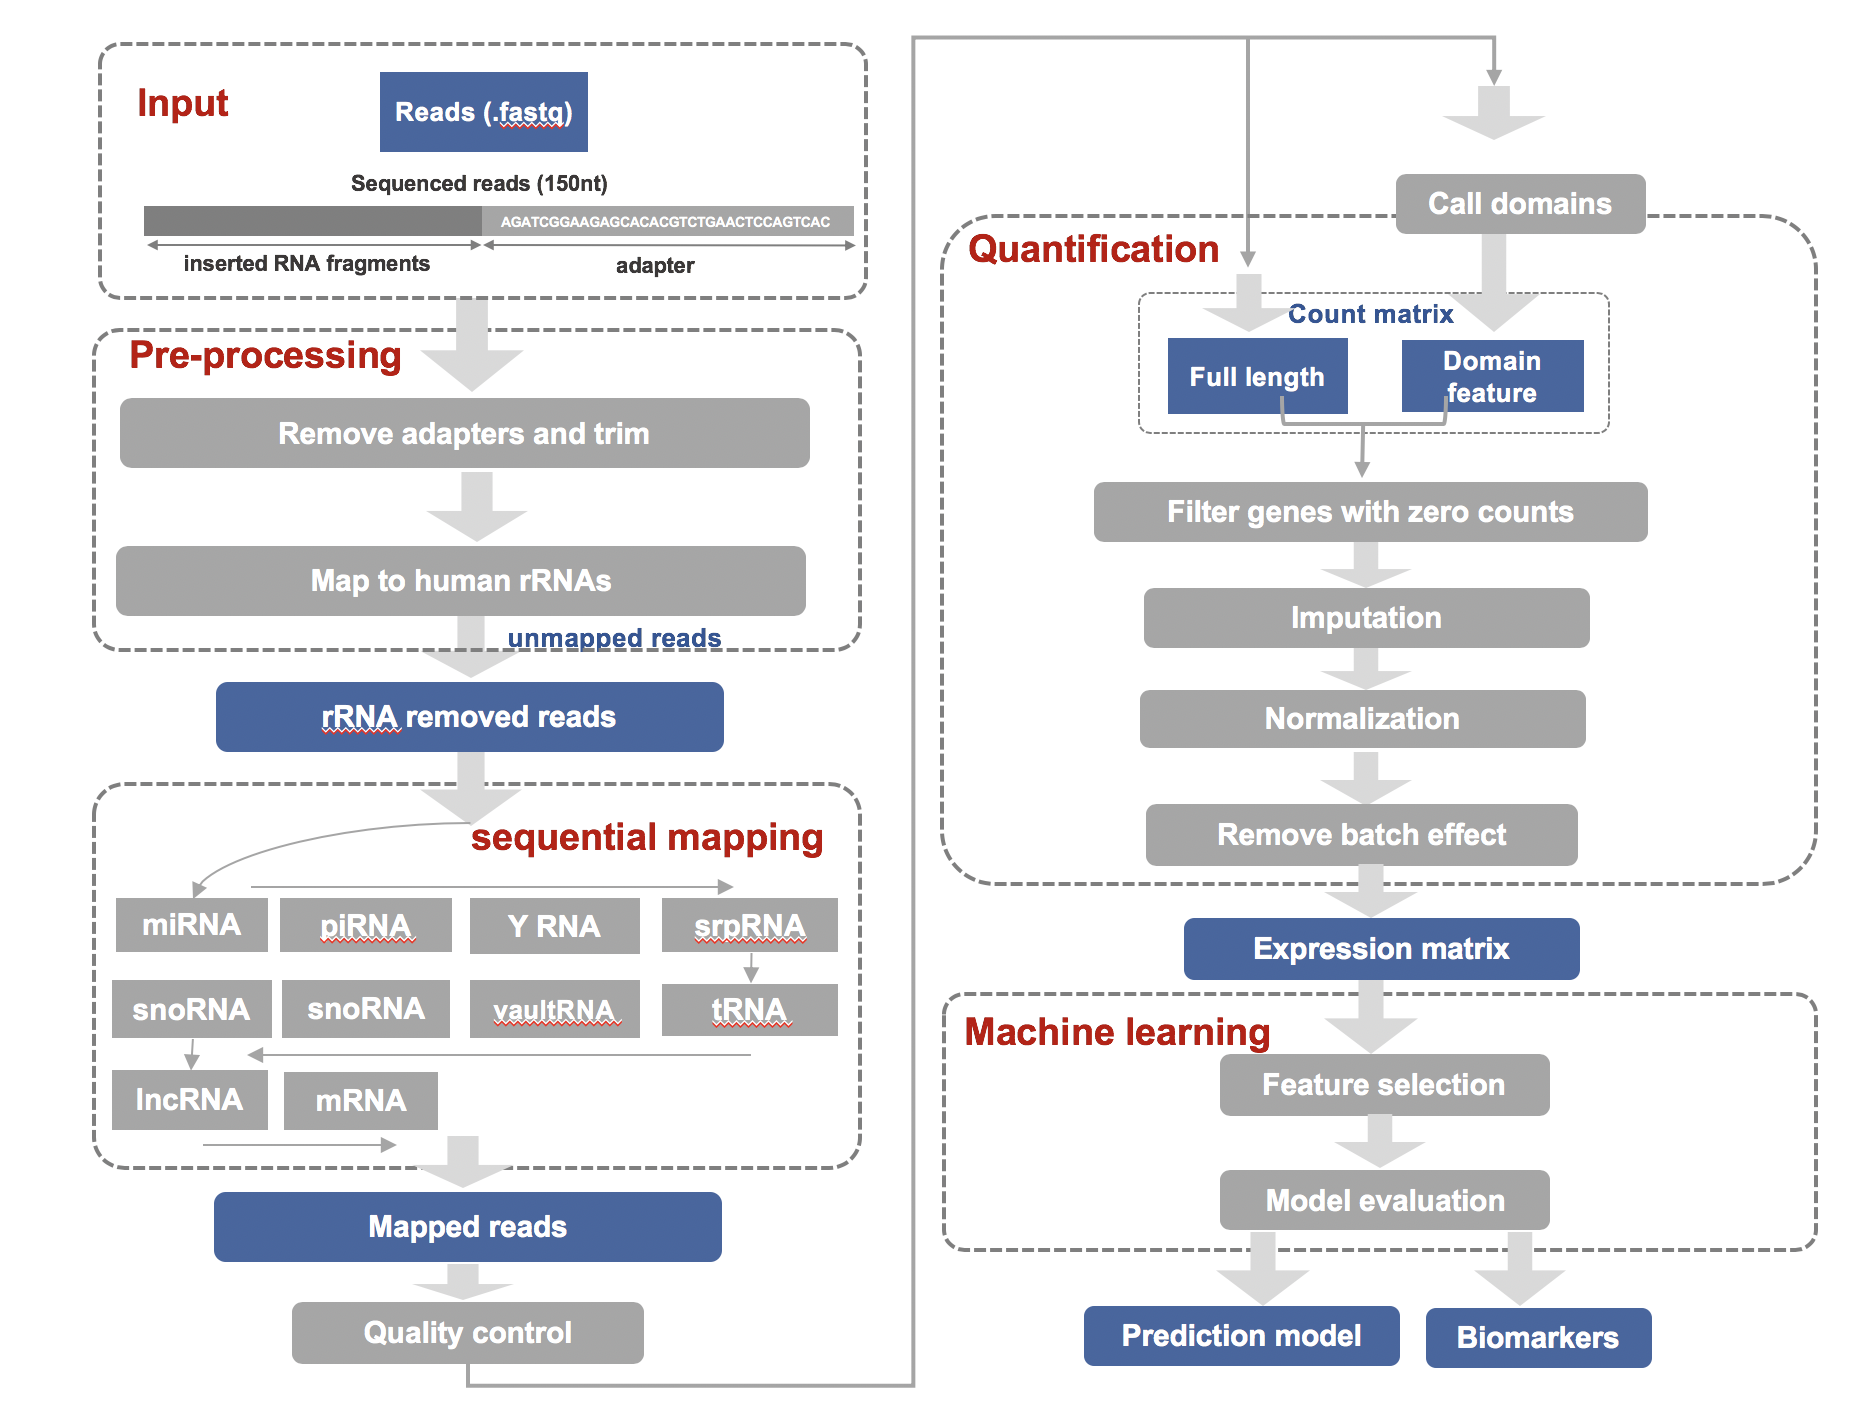 Input
Reads (.fastq)
Sequenced reads (150nt)
AGATCGGAAGAGCACACGTCTGAACTCCAGTCAC
inserted RNA fragments
adapter
Pre-processing
Remove adapters and trim
Map to human rRNAs
unmapped reads
rRNA removed reads
sequential mapping
miRNA
piRNA
Y RNA
srpRNA
snoRNA
snoRNA
vaultRNA
tRNA
lncRNA
mRNA
Mapped reads
Quality control
Call domains
Quantification
Count matrix
Full length
Domain
feature
Filter genes with zero counts
Imputation
Normalization
Remove batch effect
Expression matrix
Machine learning
Feature selection
Model evaluation
Prediction model
Biomarkers